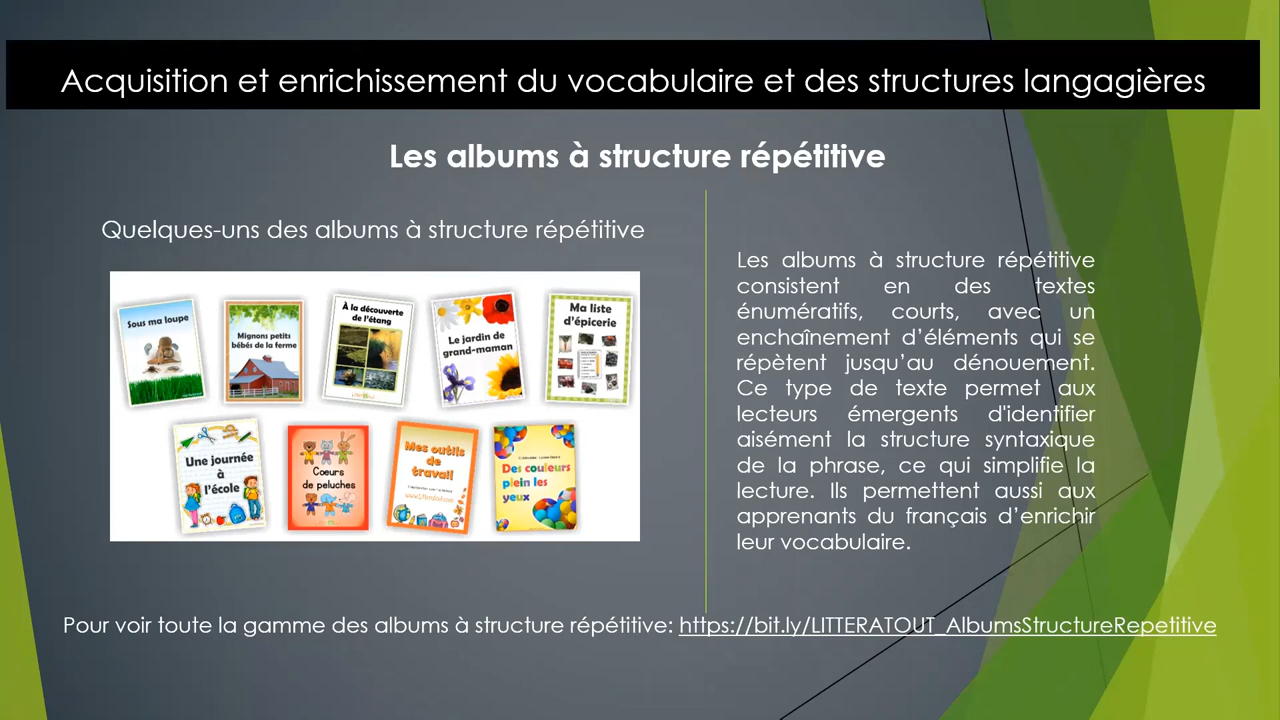 Acquisition et enrichissement du vocabulaire et des structures langagières
Les albums à structure répétitive
Quelques-uns des albums à structure répétitive
Sous ma loupe
Mignons petits
bébés de la ferme
À la découverte
de l'étang
Le jardin de
grand-maman
Ma liste
d'épicerie
Une journée
à
l'école
Coeurs
de peluches
Mes outils
de
travail
Des couleurs
plein les
yeux
Les albums à structure répétitive
consistent en des textes
énumératifs, courts, avec un
enchaînement d’éléments qui se
répètent jusqu’au dénouement.
Ce type de texte permet aux
lecteurs émergents d'identifier
aisément la structure syntaxique
de la phrase, ce qui simplifie la
lecture. Ils permettent aussi aux
apprenants du français d’enrichir
leur vocabulaire.
Pour voir toute la gamme des albums à structure répétitive: https://bit.ly/LITTERATOUT_AlbumsStructureRepetitive